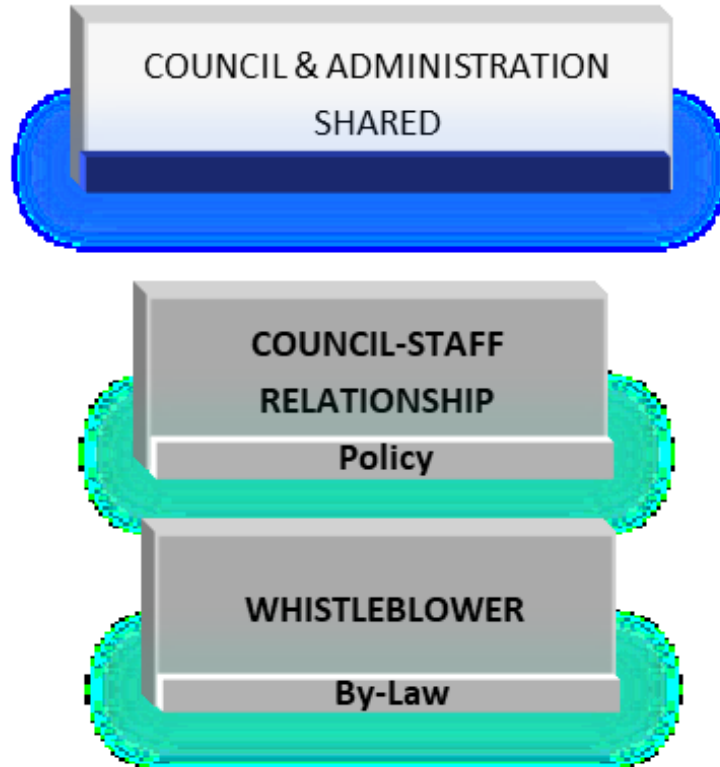 COUNCIL & ADMINISTRATION
SHARED
COUNCIL-STAFF
RELATIONSHIP
Policy
WHISTLEBLOWER
By-Law